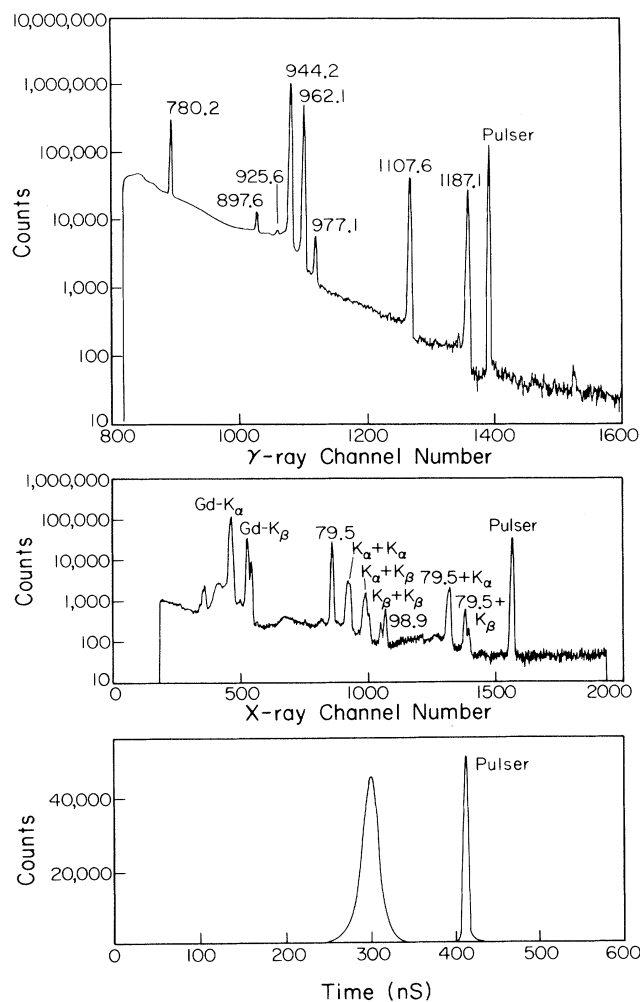 10,000,000
1,000,000
100,000
10,000
1,000
100
10
Counts
780.2
897.6
925.6
944.2
962.1
977.1
1107.6
1187.1
Pulser
800 1000 1200 1400 1600
γ-ray Channel Number
1,000,000
100,000
10,000
1,000
100
10
Counts
Gd-Kα
Gd-Kβ
79.5
Kα+Kα
Kα+Kβ
Kβ+Kβ
98.9
79.5+Kα
79.5+
Kβ
Pulser
0 500 1000 1500 2000
X-ray Channel Number
40,000
20,000
Counts
Pulser
0 100 200 300 400 500 600
Time (nS)